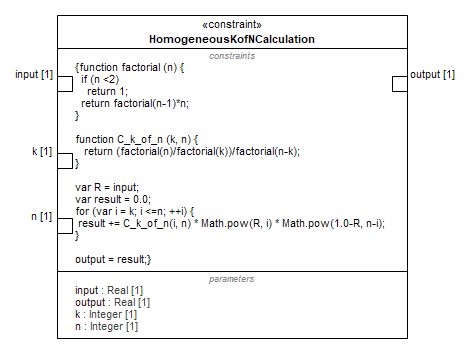 «constraint»
HomogeneousKofNCalculation
constraints
{function factorial (n) {
if (n <2)
return 1;
return factorial(n-1)*n;
}
function C_k_of_n (k, n) {
return (factorial(n)/factorial(k))/factorial(n-k);
}
var R = input;
var result = 0.0;
for (var i = k; i <=n; ++i) {
result += C_k_of_n(i, n) * Math.pow(R, i) * Math.pow(1.0-R, n-i);
}
output = result;}
input [1]
k [1]
n [1]
output [1]
parameters
input : Real [1]
output : Real [1]
k : Integer [1]
n : Integer [1]